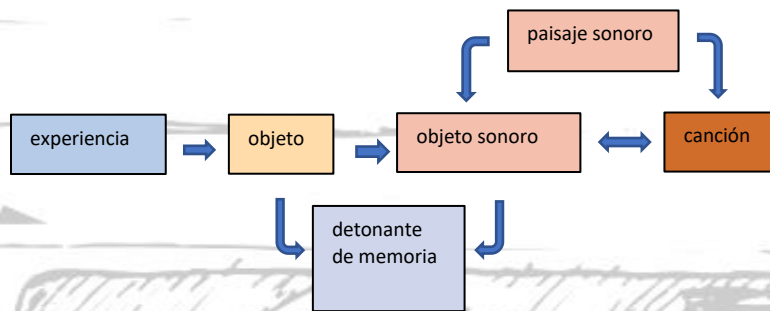 paisaje sonoro
experiencia
objeto
objeto sonoro
canción
detonante
de memoria